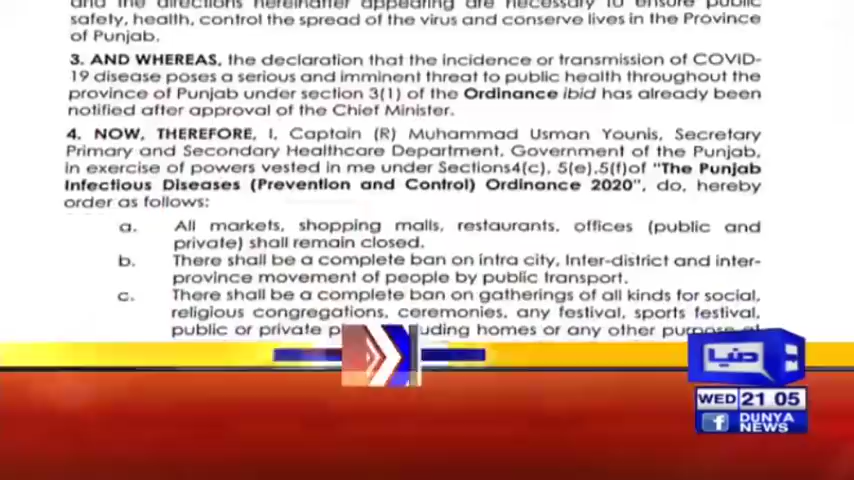 and the directions hereinafter appearing are necessary to ensure public
safety, health, control the spread of the virus and conserve lives in the Province
of Punjab.
3. AND WHEREAS, the declaration that the incidence or transmission of COVID-
19 disease poses a serious and imminent threat to public health throughout the
province of Punjab under section 3(1) of the Ordinance ibid has already been
notified after approval of the Chief Minister.
4. NOW, THEREFORE, I, Captain (R) Muhammad Usman Younis, Secretary
Primary and Secondary Healthcare Department, Government of the Punjab,
in exercise of powers vested in me under Sections4(c), 5(e),5(f)of "The Punjab
Infectious Diseases (Prevention and Control) Ordinance 2020", do, hereby
order as follows:
a. All markets, shopping malls, restaurants, offices (public and
private) shall remain closed.
b. There shall be a complete ban on intra city, Inter-district and inter-
province movement of people by public transport.
c. There shall be a complete ban on gatherings of all kinds for social,
religious congregations, ceremonies, any festival, sports festival,
public or private homes or any other purpose at
دنیا
WED 21 05
f DUNYA
NEWS